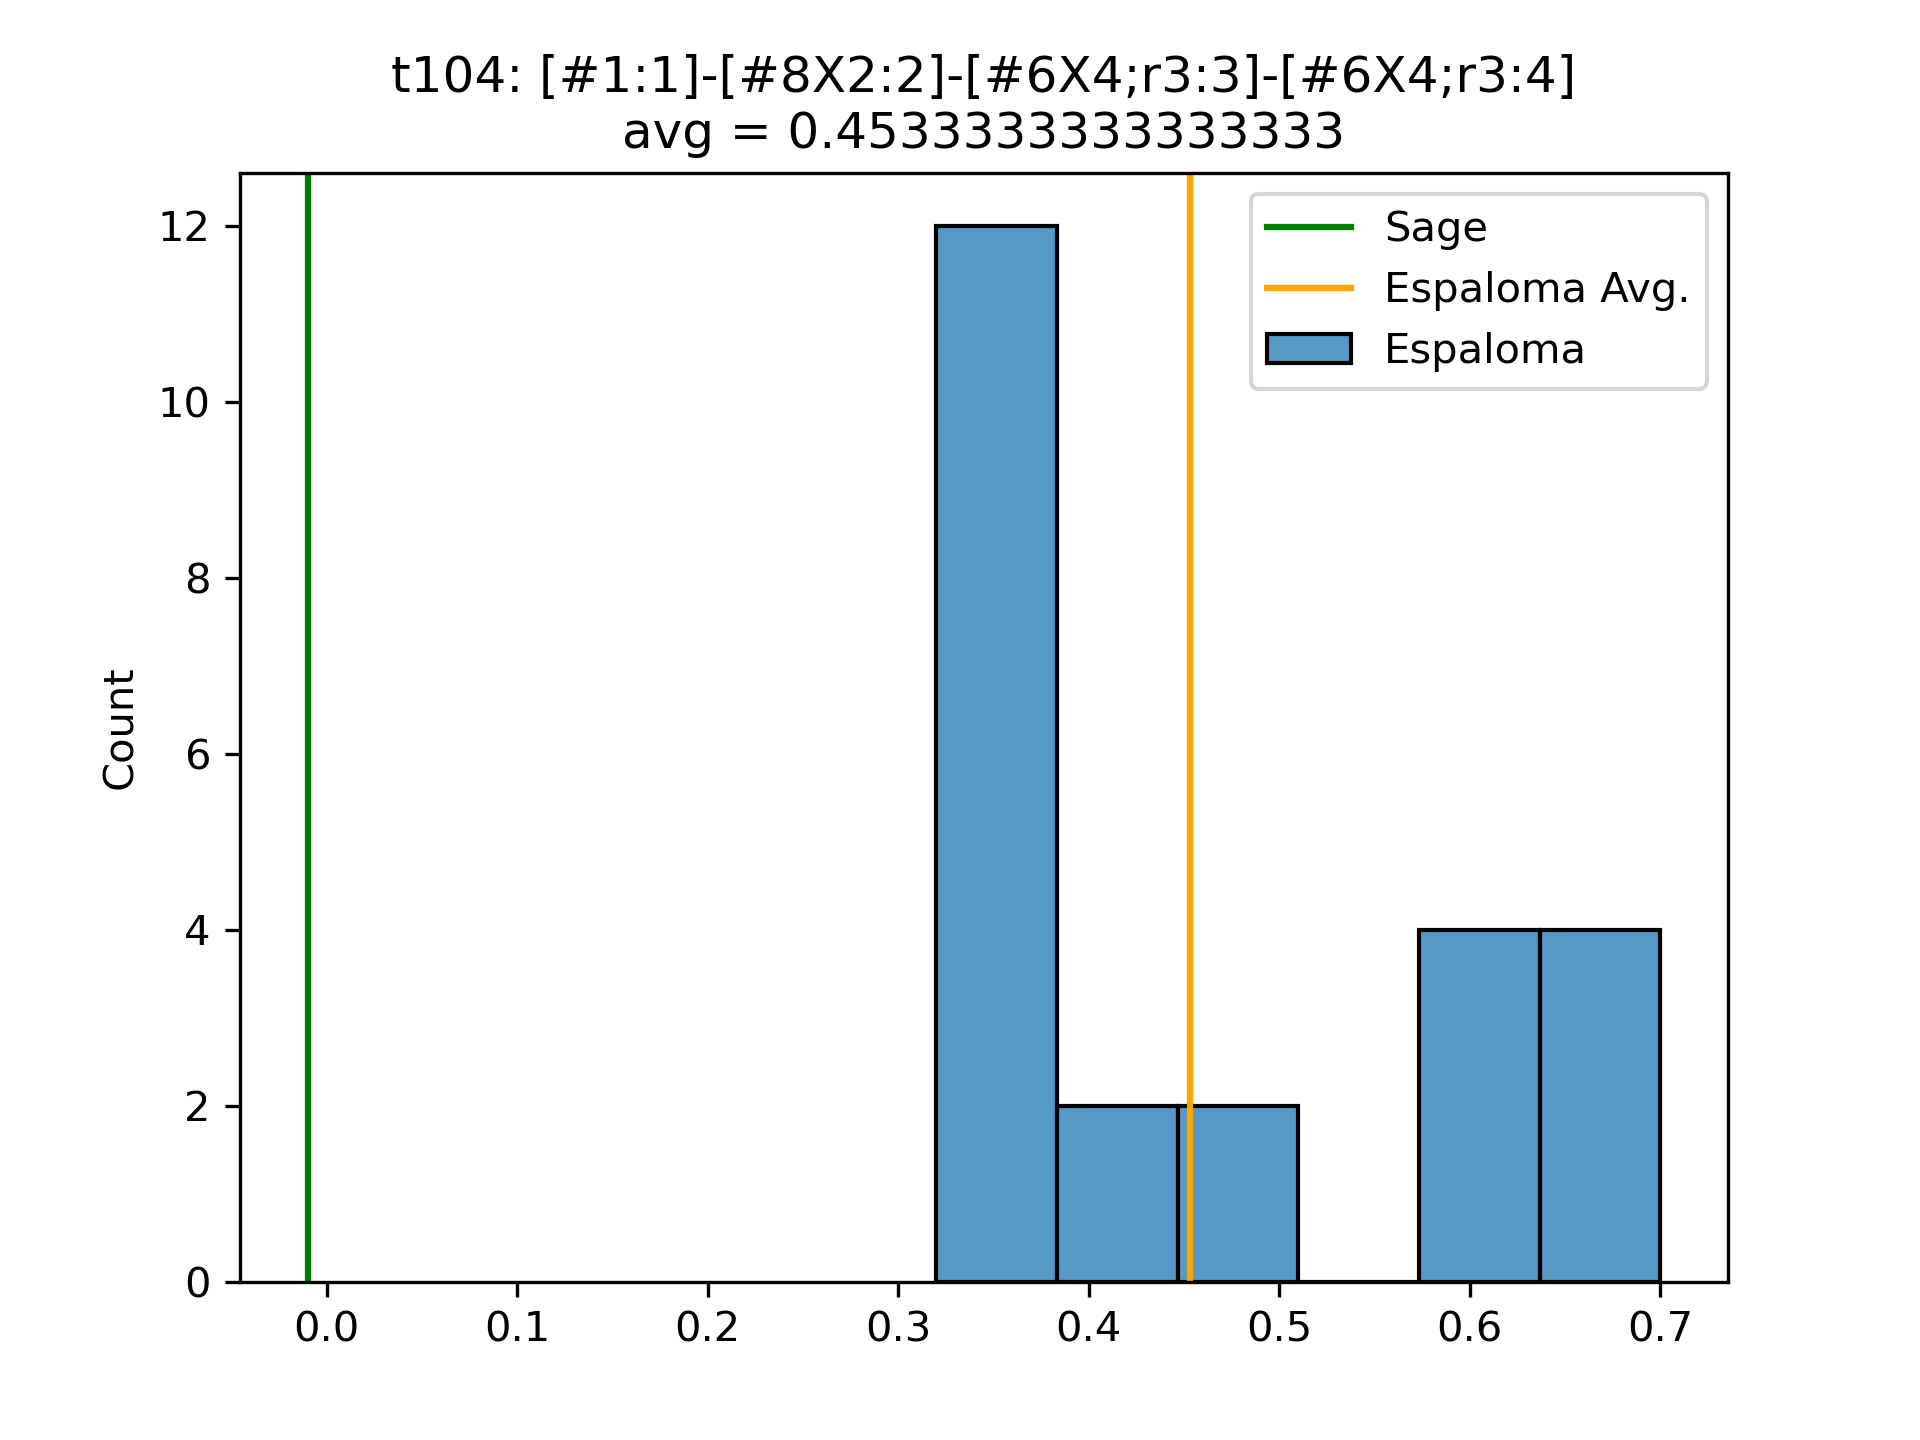 t104: [#1:1]-[#8X2:2]-[#6X4;r3:3]-[#6X4;r3:4]
avg = 0.4533333333333333
Sage
Espaloma Avg.
Espaloma
Count
12
10
8
6
4
2
0
0.0 0.1 0.2 0.3 0.4 0.5 0.6 0.7